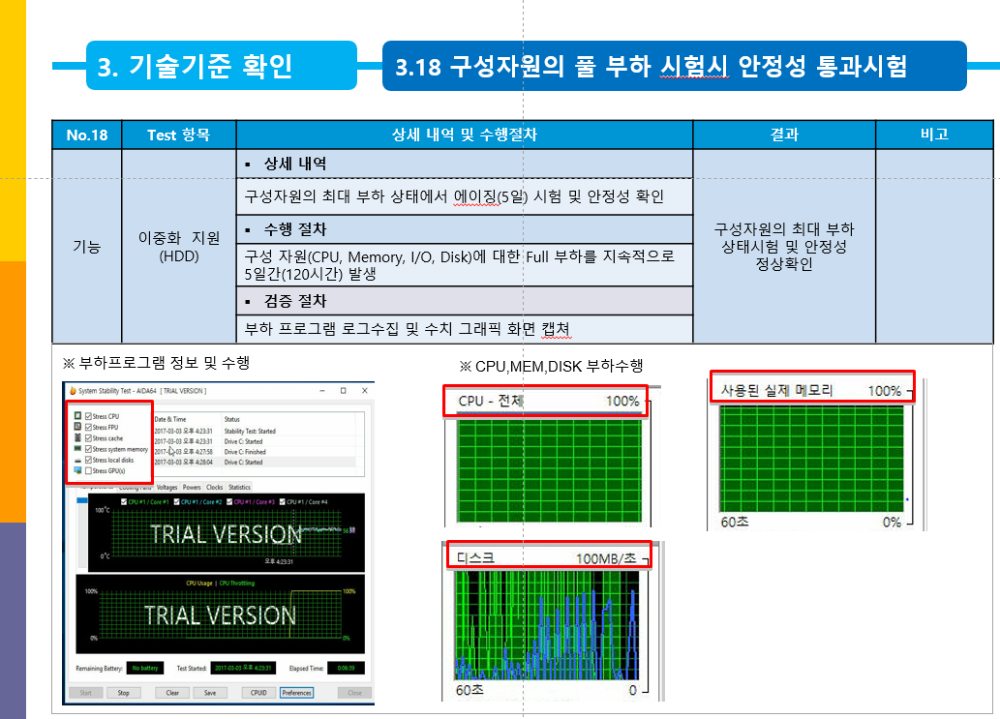 3. 기술기준 확인
3.18 구성자원의 풀 부하 시험시 안정성 통과시험
No.18 Test 항목 상세 내역 및 수행절차 결과 비고
▪ 상세 내역
구성자원의 최대 부하 상태에서 에이징(5일) 시험 및 안정성 확인
▪ 수행 절차
기능
이중화 지원
(HDD)
구성자원의 최대 부하
상태시험 및 안정성
정상확인
구성 자원(CPU, Memory, I/O, Disk)에 대한 Full 부하를 지속적으로
5일간(120시간) 발생
▪ 검증 절차
부하 프로그램 로그수집 및 수치 그래픽 화면 캡쳐
※ 부하프로그램 정보 및 수행
※ CPU,MEM,DISK 부하수행
System Stability Test - AIDA64 [ TRIAL VERSION ]
Stress CPU
Stress FPU
Stress cache
Stress system memory
Stress local disks
Stress GPU(s)
Date & Time Status
2017-03-03 오후 4:23:31 Stability Test: Started
2017-03-03 오후 4:23:31 Drive C: Started
2017-03-03 오후 4:27:58 Drive C: Finished
2017-03-03 오후 4:28:04 Drive C: Started
Voltages Powers Clocks Statistics
CPU #1 / Core #1 CPU #1 / Core #2 CPU #1 / Core #3 CPU #1 / Core #4
100°C
TRIAL VERSION
0°C
오후 4:23:31
CPU Usage | CPU Throttling
100% 100%
TRIAL VERSION
0% 0%
Remaining Battery: No battery Test Started: 2017-03-03 오후 4:23:31 Elapsed Time: 0:06:39
Start Stop Clear Save CPUID Preferences Close
CPU - 전체 100%
사용된 실제 메모리 100%
60초 0%
디스크 100MB/초
60초 0